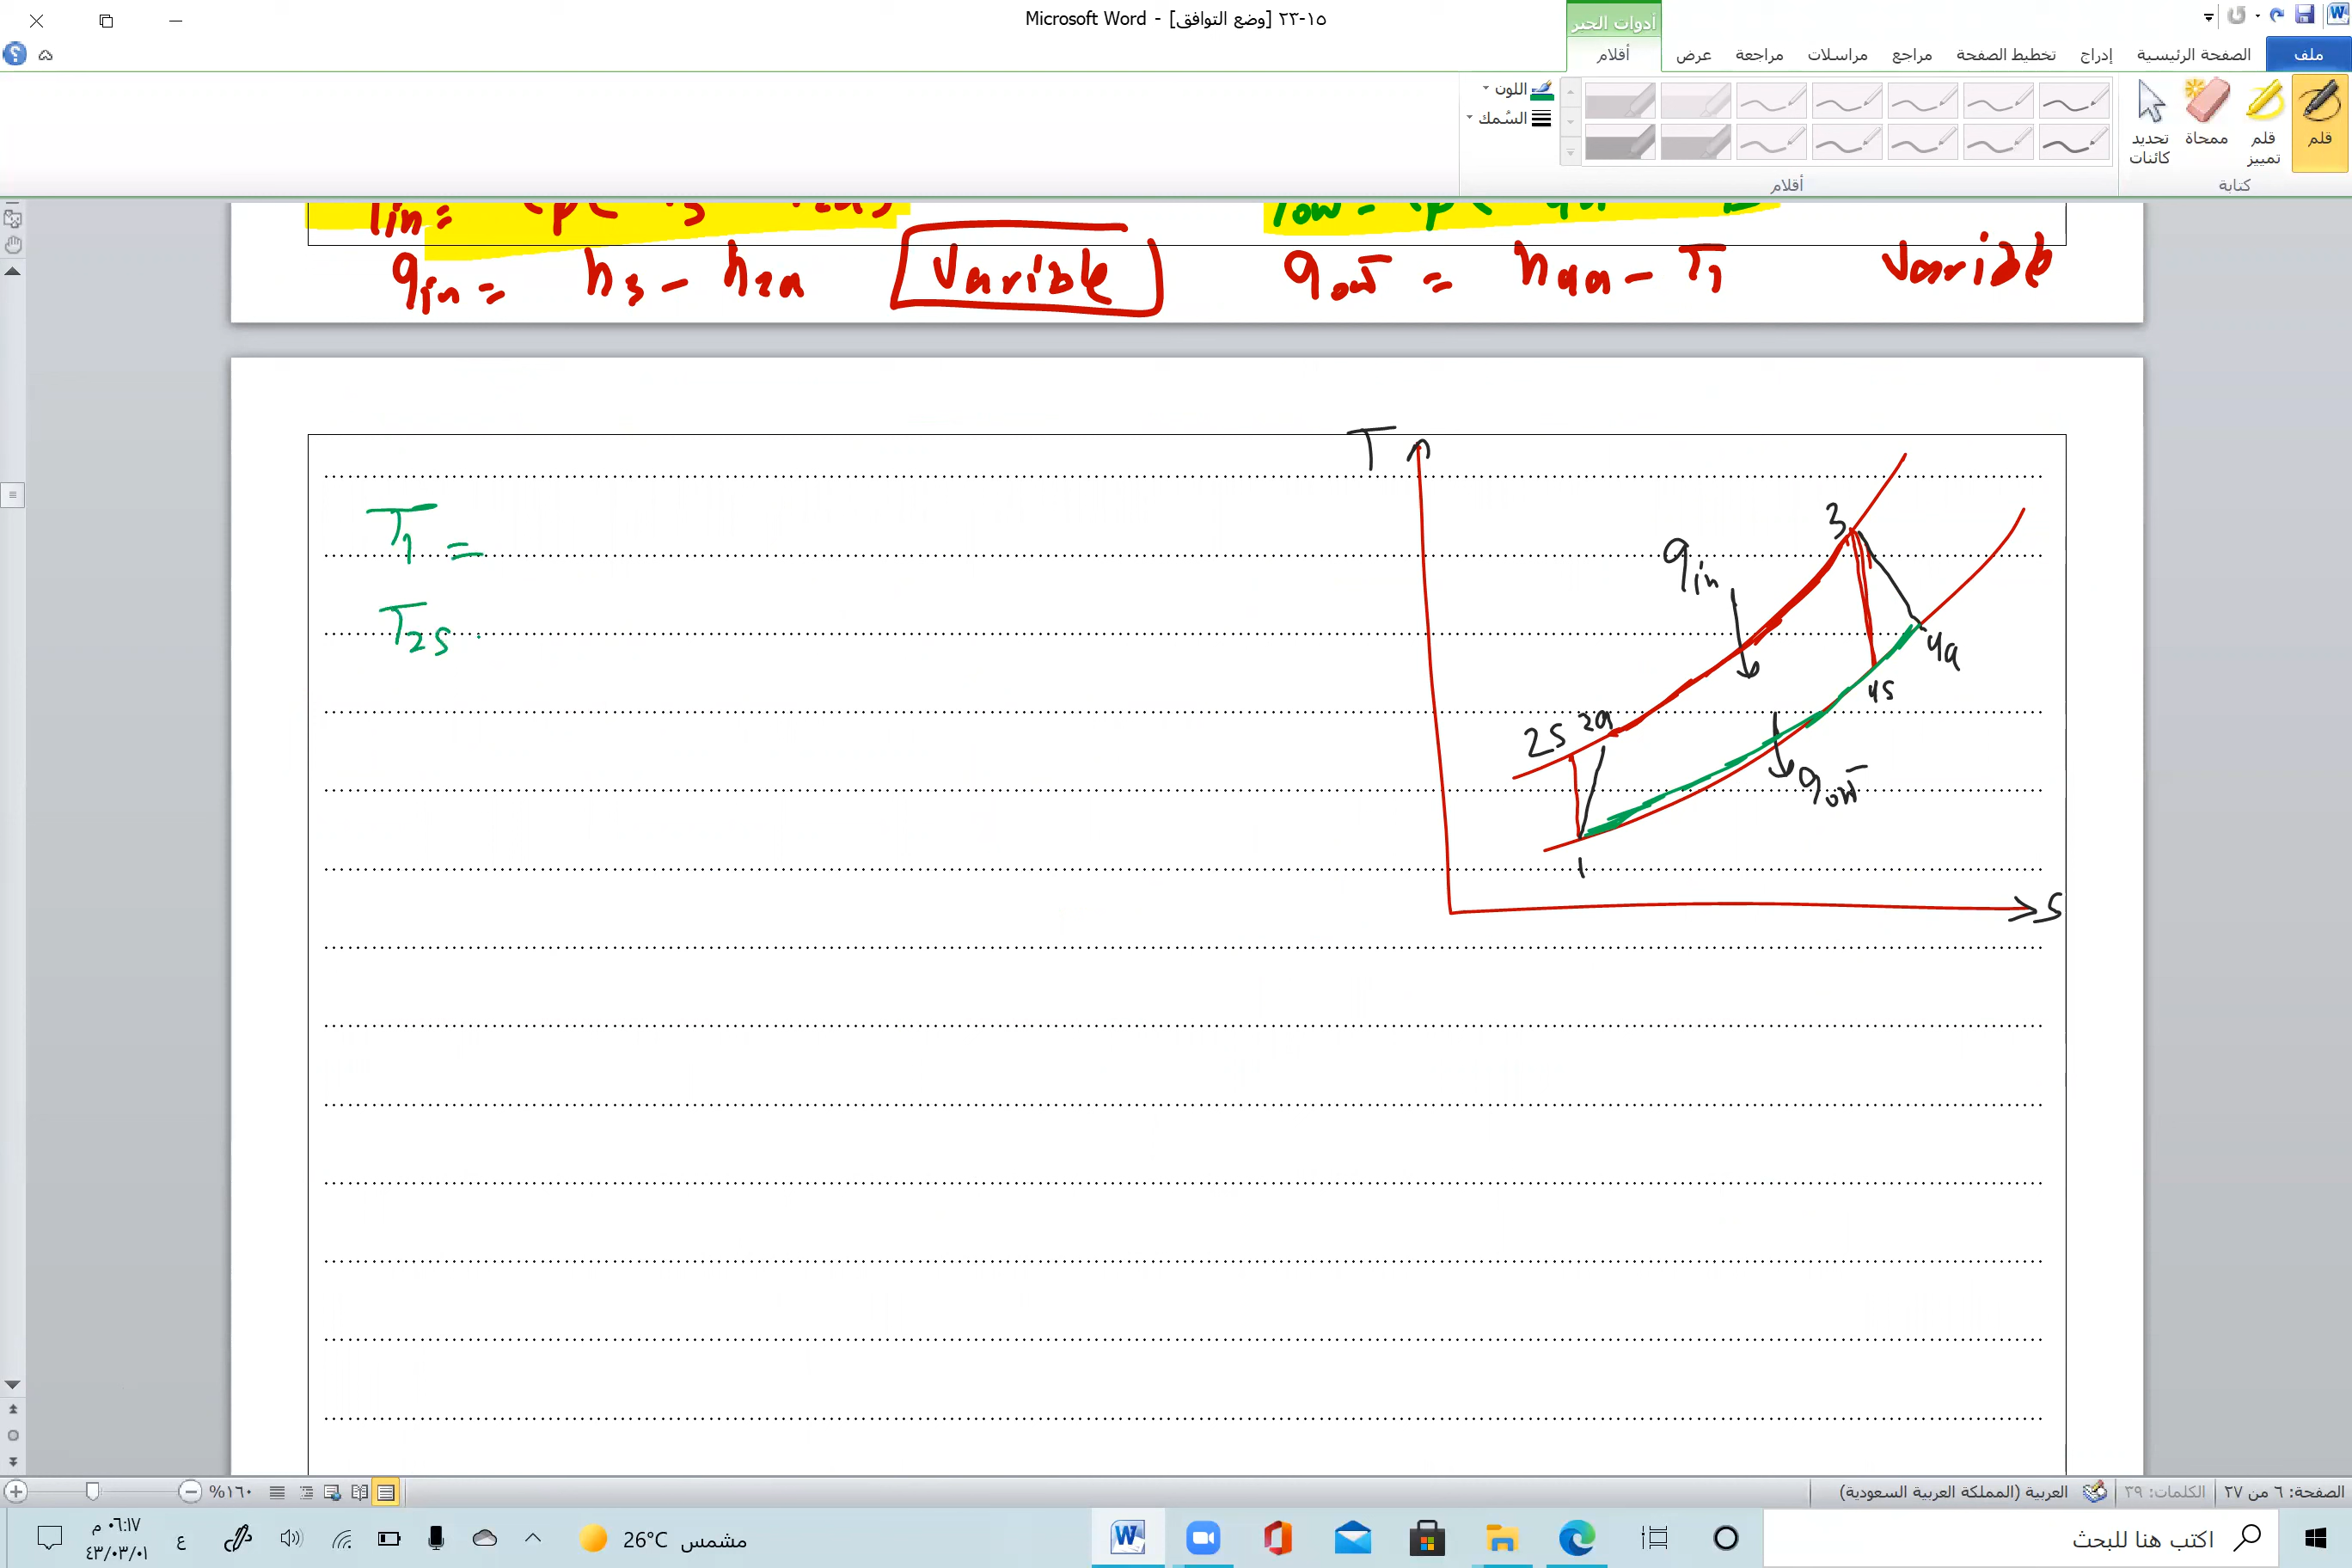 ١٥-٢٣ [وضع التوافق] - Microsoft Word
أدوات الحبر
ملف الصفحة الرئيسية إدراج تخطيط الصفحة مراجع مراسلات مراجعة عرض أقلام
قلم
قلم تمييز
ممحاة
تحديد كائنات
كتابة
اللون
السُمك
أقلام
qin = h3 - h2a Varible qout = h4a - T1 Varible
T
T1 =
T2s
3
qin
4a
4s
2s 2a
qout
1
s
الصفحة: ٦ من ٢٧ الكلمات: ٣٩ العربية (المملكة العربية السعودية)
%١٦٠
اكتب هنا للبحث
26°C مشمس
ع
٠٦:١٧ م
٤٣/٠٣/٠١